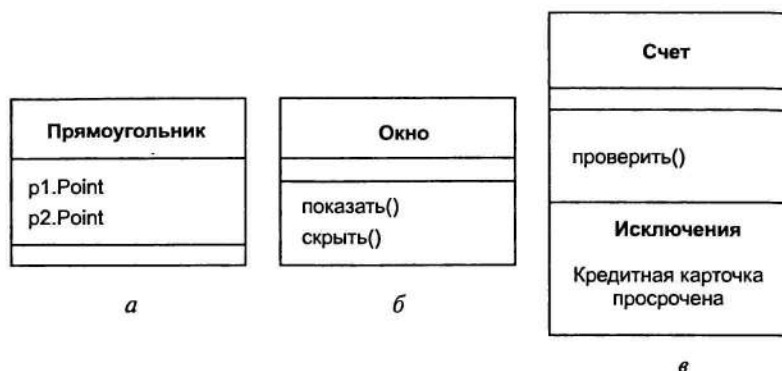 Прямоугольник
p1.Point
p2.Point
а
Окно
показать()
скрыть()
б
Счет
проверить()
Исключения
Кредитная карточка
просрочена
в